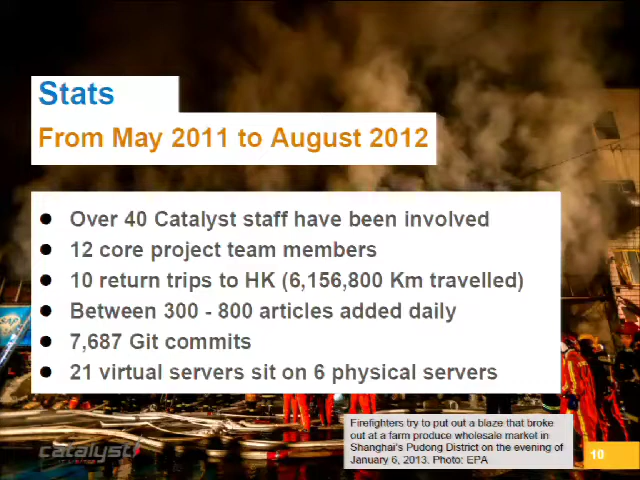 Stats
From May 2011 to August 2012
Over 40 Catalyst staff have been involved
12 core project team members
10 return trips to HK (6,156,800 Km travelled)
Between 300 - 800 articles added daily
7,687 Git commits
21 virtual servers sit on 6 physical servers
Firefighters try to put out a blaze that broke
out at a farm produce wholesale market in
Shanghai's Pudong District on the evening of
January 6, 2013. Photo: EPA
catalyst
10